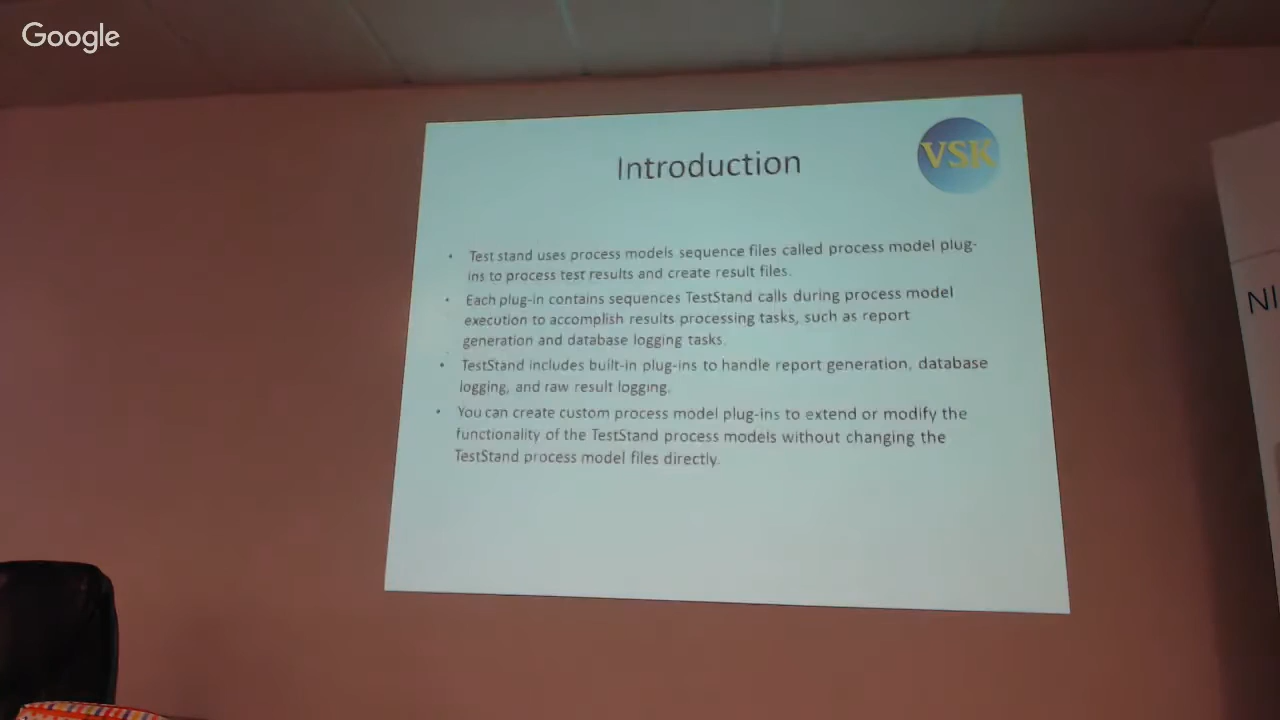 Google
VSK
Introduction
• Test stand uses process models sequence files called process model plug-
ins to process test results and create result files.
• Each plug-in contains sequences TestStand calls during process model
execution to accomplish results processing tasks, such as report
generation and database logging tasks.
• TestStand includes built-in plug-ins to handle report generation, database
logging, and raw result logging.
• You can create custom process model plug-ins to extend or modify the
functionality of the TestStand process models without changing the
TestStand process model files directly.
NI